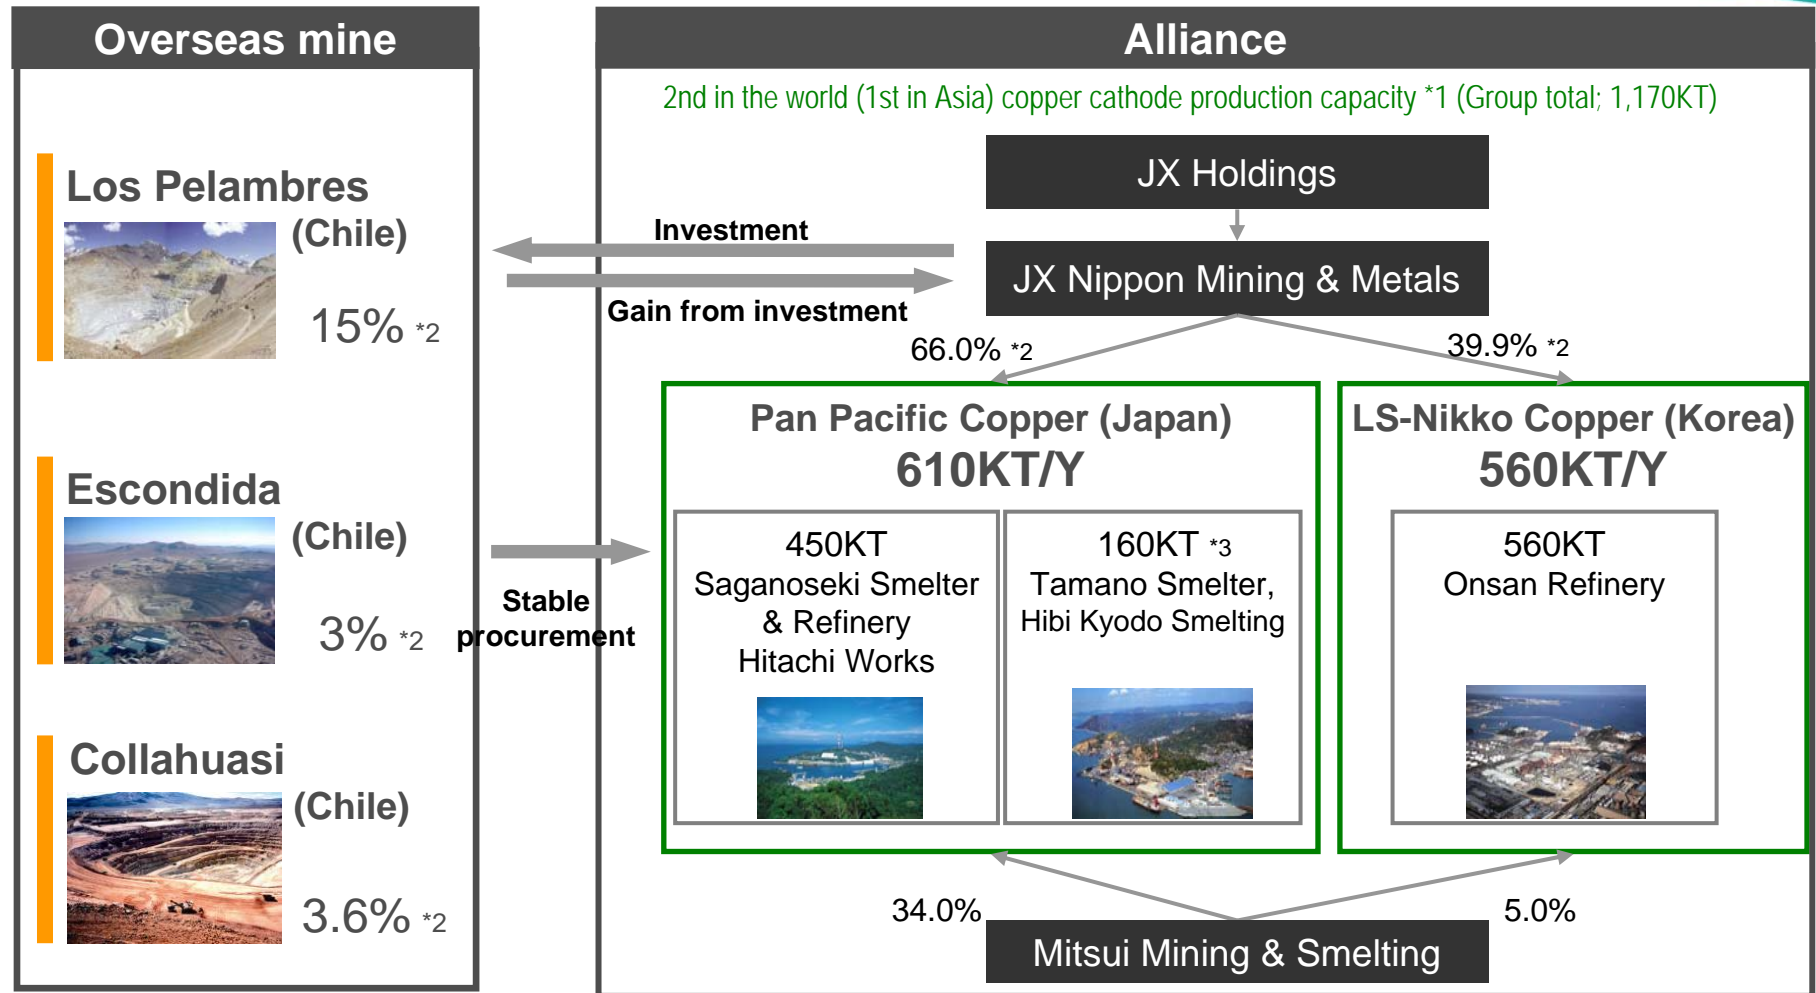 Overseas mine
Los Pelambres
(Chile)
15% *2
Escondida
(Chile)
3% *2
Collahuasi
(Chile)
3.6% *2
Investment
Gain from investment
Stable
procurement
Alliance
2nd in the world (1st in Asia) copper cathode production capacity *1 (Group total; 1,170KT)
JX Holdings
JX Nippon Mining & Metals
66.0% *2
39.9% *2
Pan Pacific Copper (Japan)
610KT/Y
450KT
Saganoseki Smelter
& Refinery
Hitachi Works
160KT *3
Tamano Smelter,
Hibi Kyodo Smelting
LS-Nikko Copper (Korea)
560KT/Y
560KT
Onsan Refinery
34.0%
5.0%
Mitsui Mining & Smelting